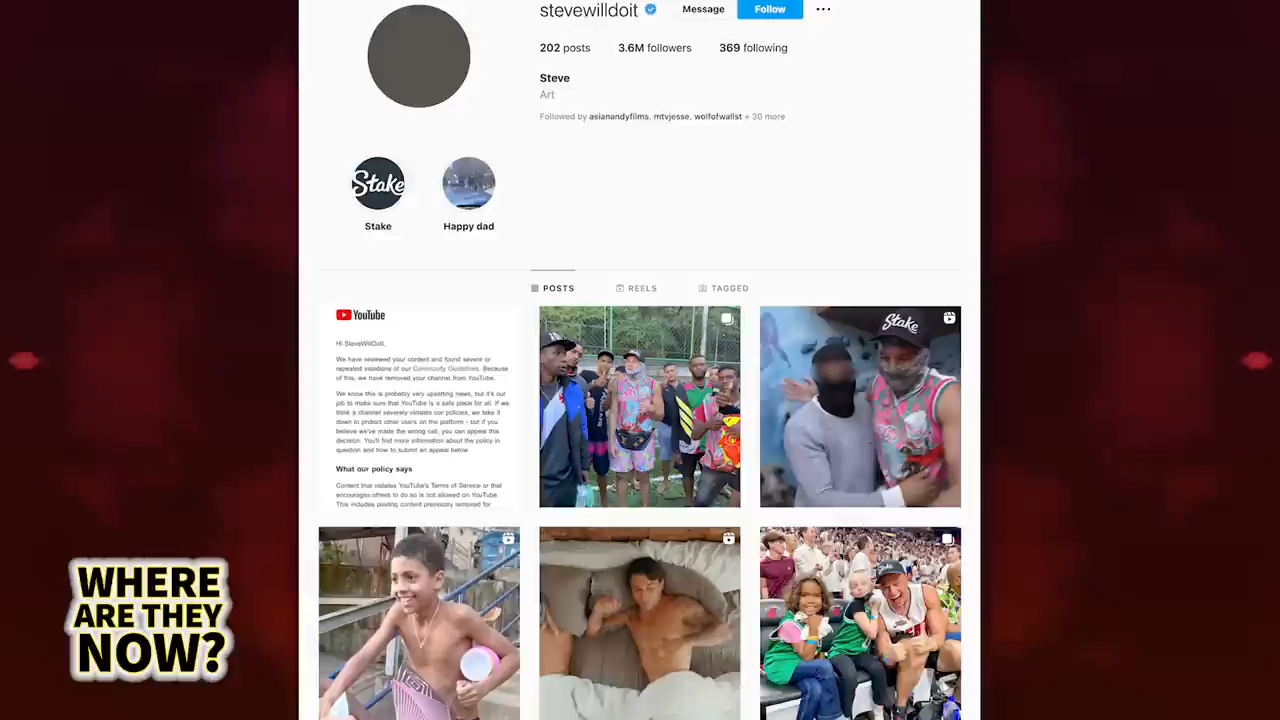 stevewilldoit Message Follow
202 posts 3.6M followers 369 following
Steve
Art
Followed by asianandyfilms, mtvjesse, wolfofwallst + 30 more
Stake
Stake Happy dad
POSTS REELS TAGGED
YouTube
Hi SteveWillDoIt,
We have reviewed your content and found severe or
repeated violations of our Community Guidelines. Because
of this, we have removed your channel from YouTube.
We know this is probably very upsetting news, but it's our
job to make sure that YouTube is a safe place for all. If we
think a channel severely violates our policies, we take it
down to protect other users on the platform - but if you
believe we've made the wrong call, you can appeal this
decision. You'll find more information about the policy in
question and how to submit an appeal below
What our policy says
Content that violates YouTube's Terms of Service or that
encourages others to do so is not allowed on YouTube
This includes posting content previously removed for
Stake
Stake
WHERE
ARE THEY
NOW?